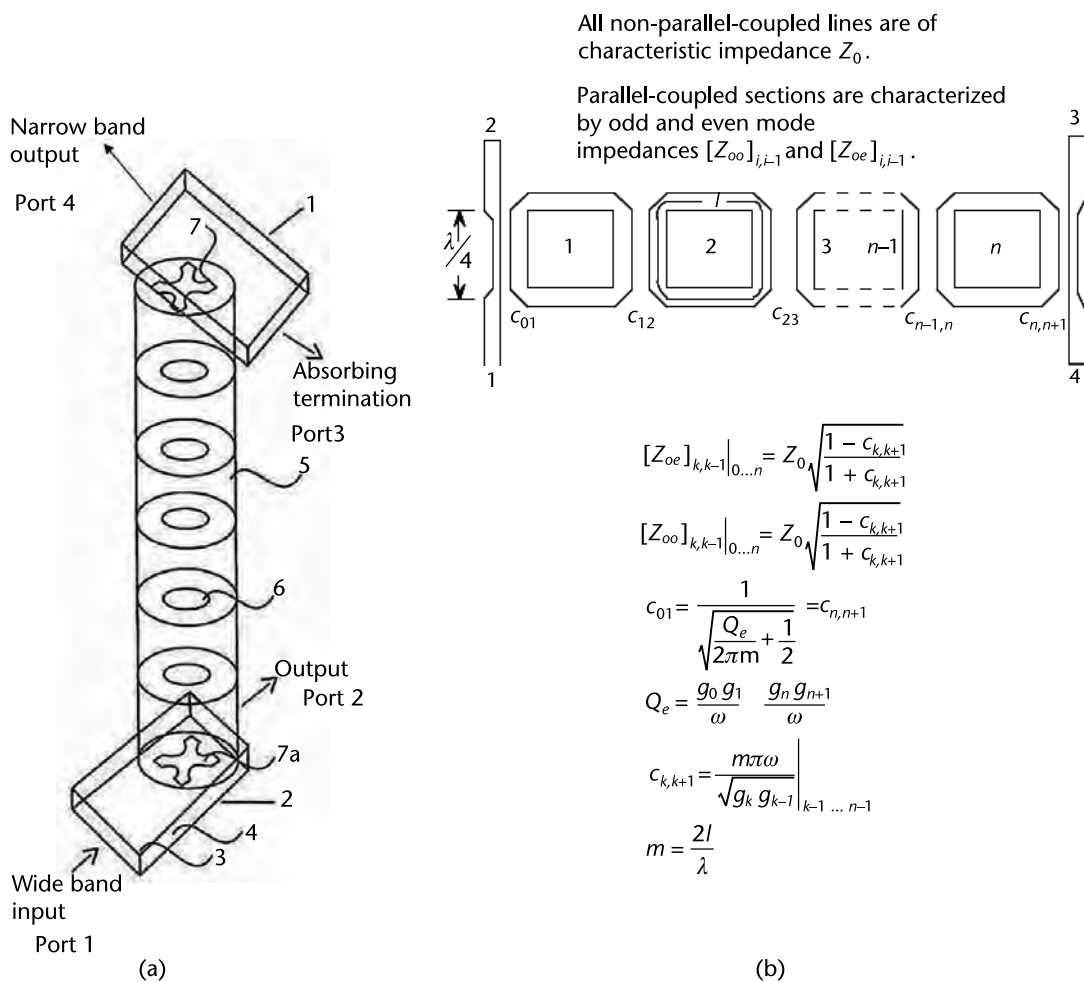 All non-parallel-coupled lines are of
characteristic impedance Z₀.
Parallel-coupled sections are characterized
by odd and even mode
impedances [Zoo]i,i–1 and [Zoe]i,i–1.
Narrow band
output
Port 4
1
7
Absorbing
termination
Port3
5
6
Output
Port 2
7a
2
4
3
Wide band
input
Port 1
(a)
2
3
λ/4
1
l
2
3
n–1
n
c01
c12
c23
cn–1,n
cn,n+1
1
4
[Zoe]k,k–1|0...n = Z0√((1 – ck,k+1)/(1 + ck,k+1))
[Zoo]k,k–1|0...n = Z0√((1 – ck,k+1)/(1 + ck,k+1))
c01 = 1/√(Qe/2πm + 1/2) = cn,n+1
Qe = g0 g1/ω gn gn+1/ω
ck,k+1 = mπω/√(gk gk–1)|k–1 ... n–1
m = 2l/λ
(b)